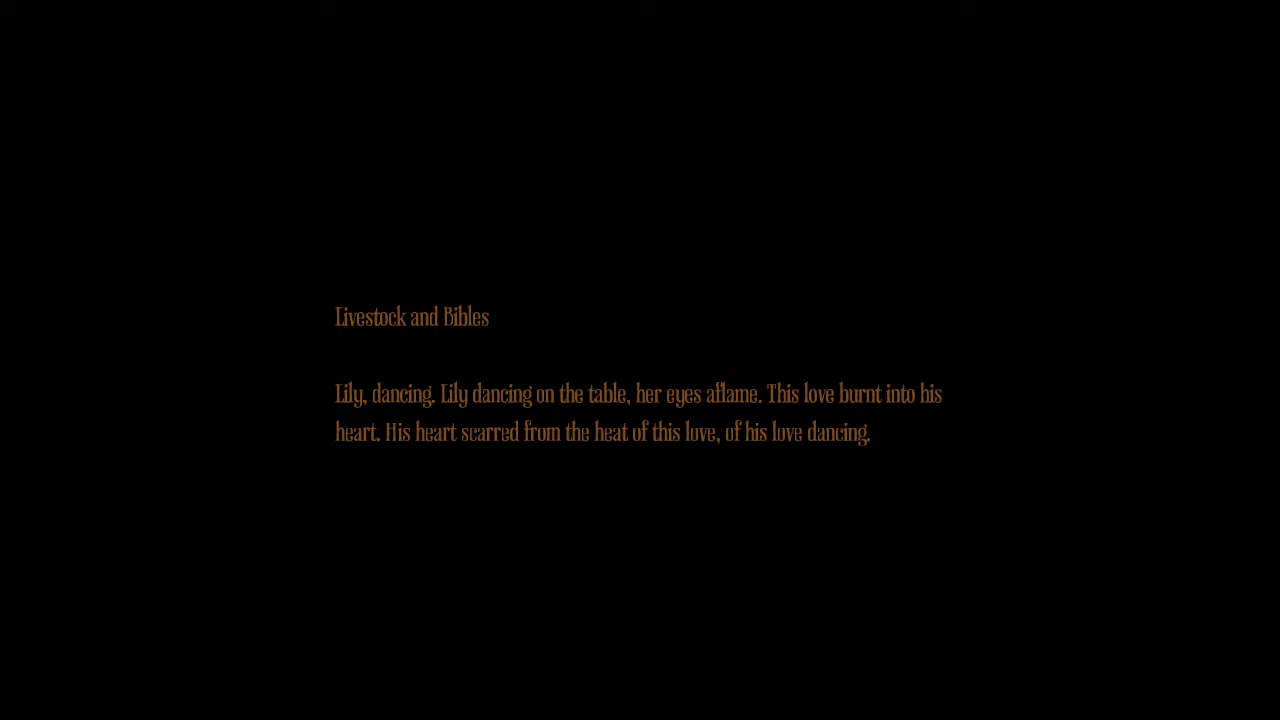 Livestock and Bibles
Lily, dancing. Lily dancing on the table, her eyes aflame. This love burnt into his
heart. His heart scarred from the heat of this love, of his love dancing.